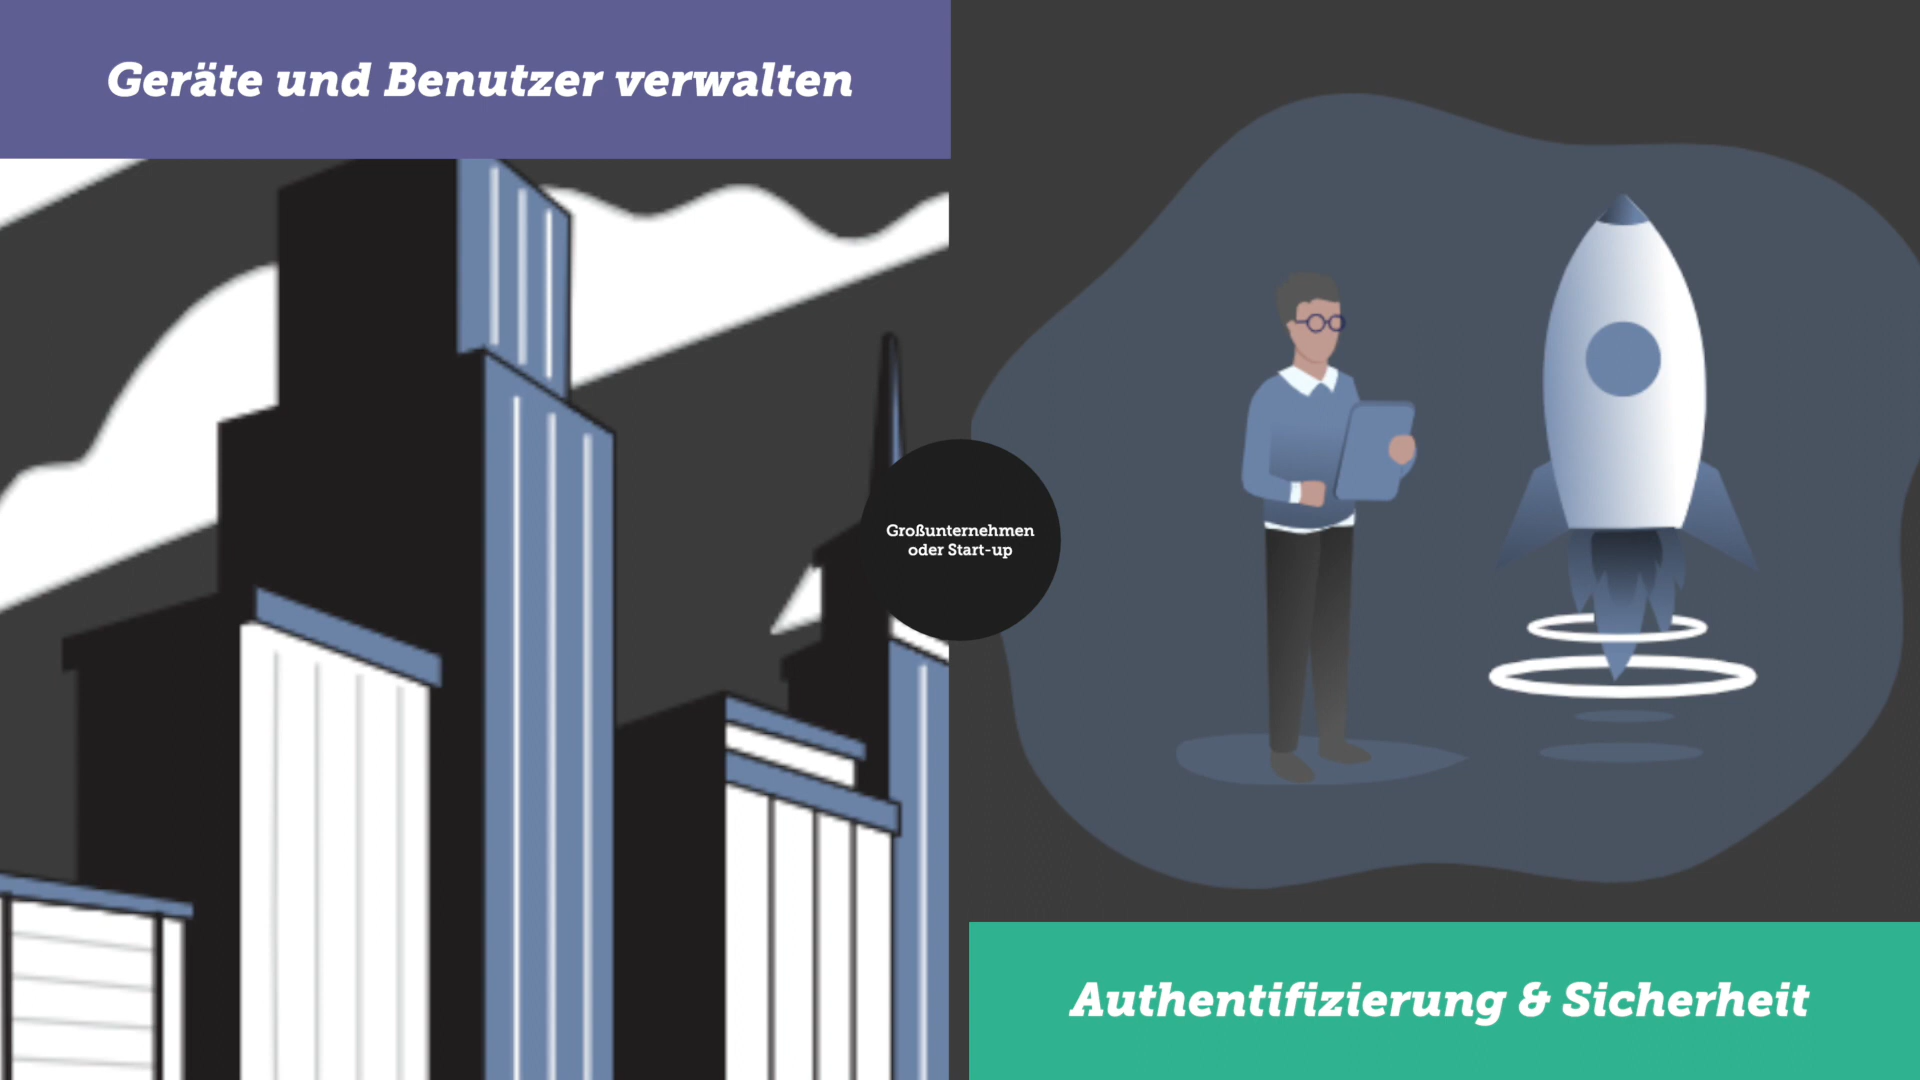 Geräte und Benutzer verwalten
Großunternehmen
oder Start-up
Authentifizierung & Sicherheit